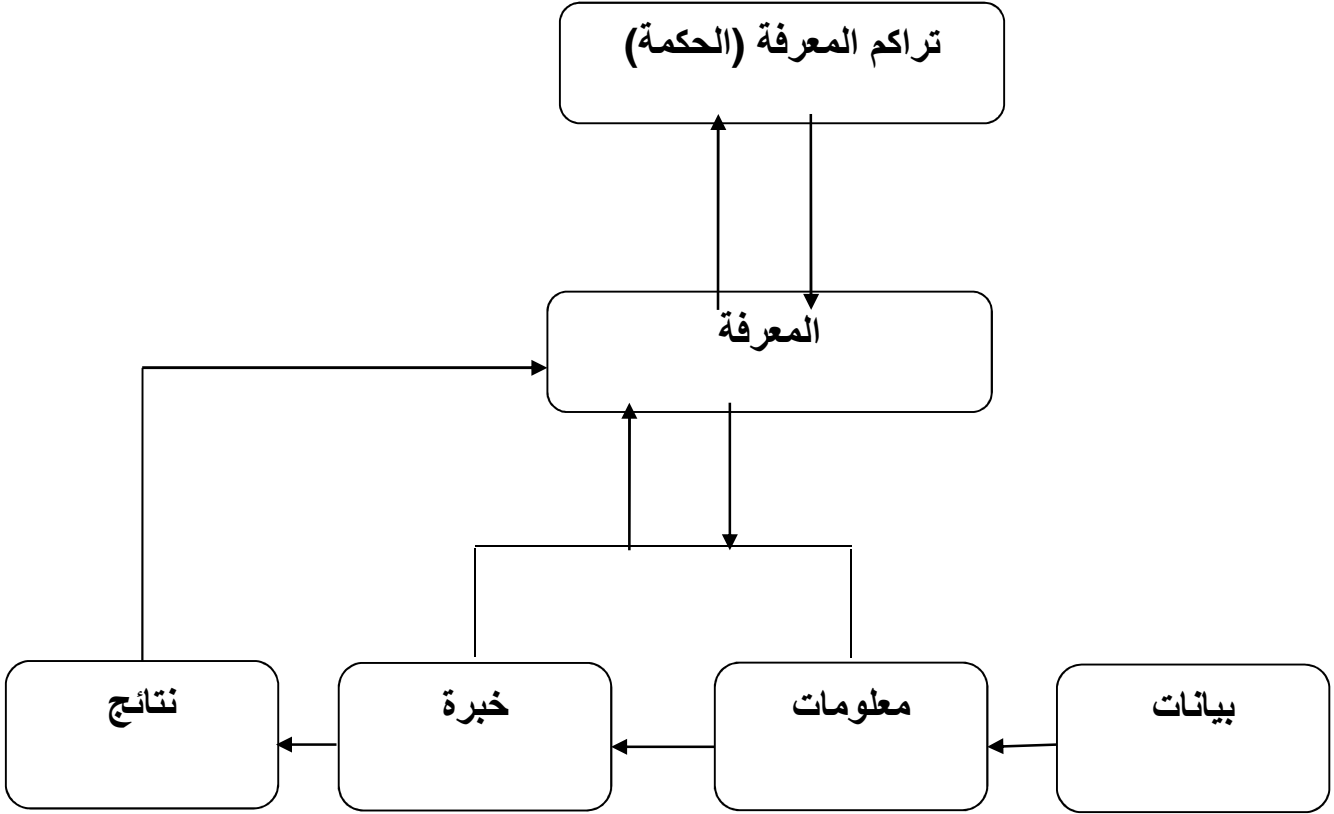 تراكم المعرفة (الحكمة)
المعرفة
بيانات
معلومات
خبرة
نتائج